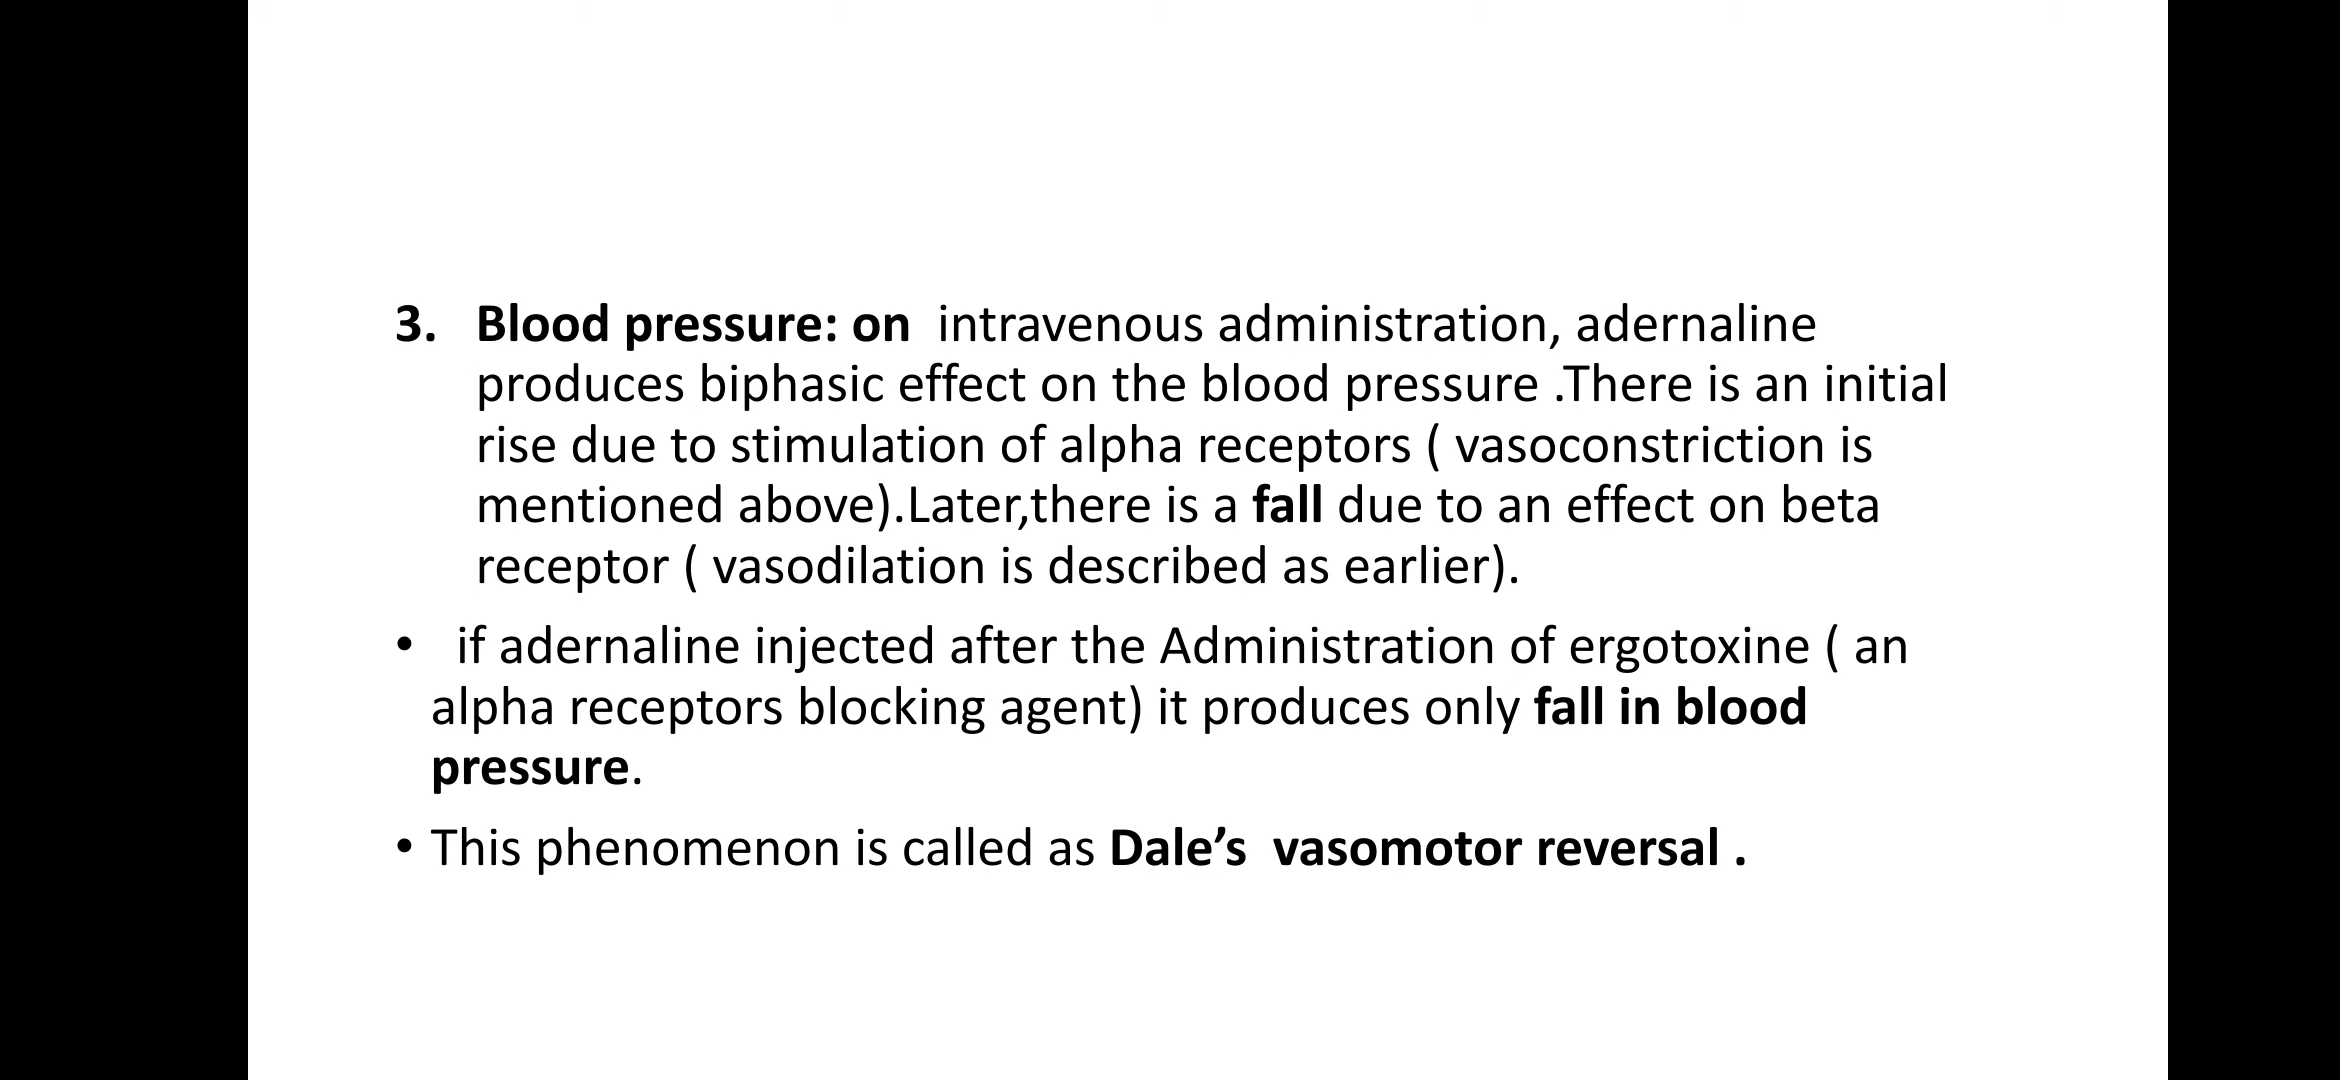 3. Blood pressure: on intravenous administration, adernaline
produces biphasic effect on the blood pressure .There is an initial
rise due to stimulation of alpha receptors ( vasoconstriction is
mentioned above).Later,there is a fall due to an effect on beta
receptor ( vasodilation is described as earlier).
• if adernaline injected after the Administration of ergotoxine ( an
alpha receptors blocking agent) it produces only fall in blood
pressure.
• This phenomenon is called as Dale’s vasomotor reversal .